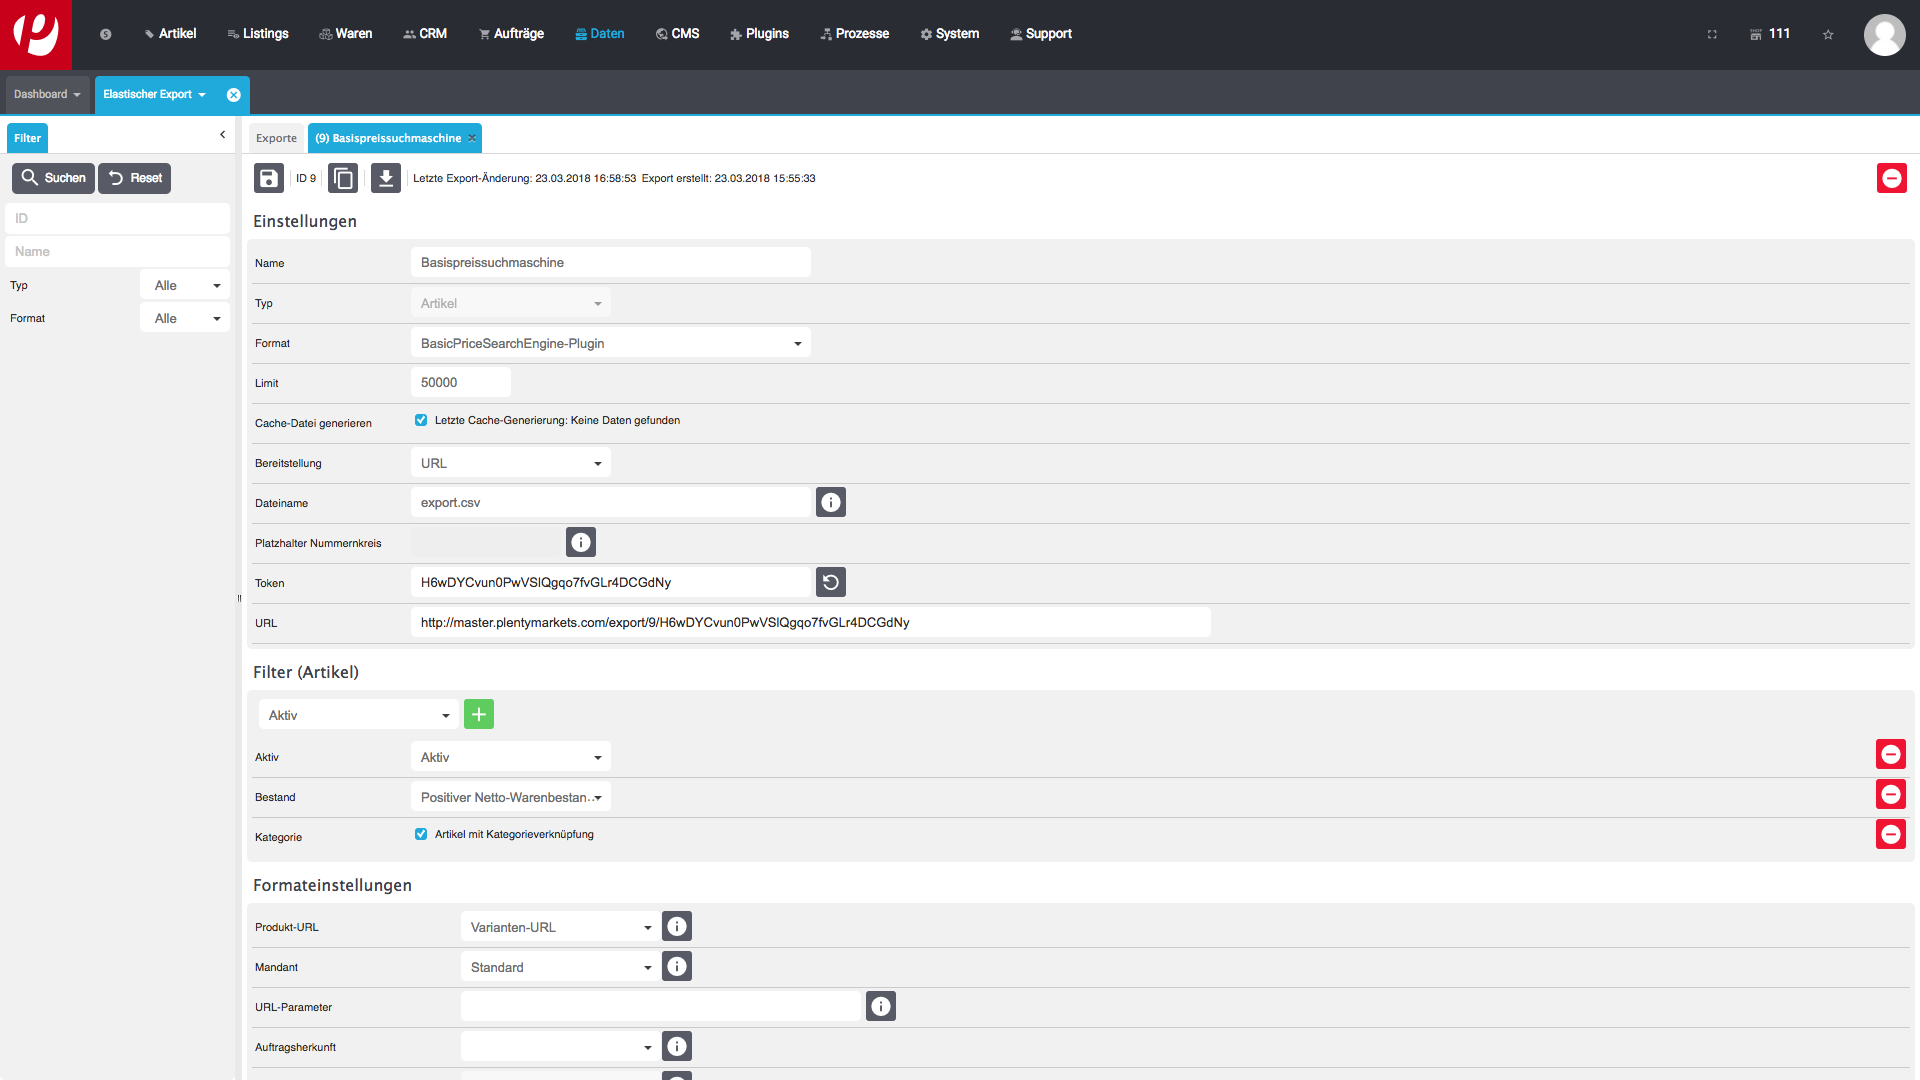 Artikel Listings Waren CRM Aufträge Daten CMS Plugins Prozesse System Support 111
Dashboard Elastischer Export
Filter
Suchen Reset
ID
Name
Typ Alle
Format Alle
Exporte (9) Basispreissuchmaschine
ID 9 Letzte Export-Änderung: 23.03.2018 16:58:53 Export erstellt: 23.03.2018 15:55:33
Einstellungen
Name Basispreissuchmaschine
Typ Artikel
Format BasicPriceSearchEngine-Plugin
Limit 50000
Cache-Datei generieren Letzte Cache-Generierung: Keine Daten gefunden
Bereitstellung URL
Dateiname export.csv
Platzhalter Nummernkreis
Token H6wDYCvun0PwVSlQgqo7fvGLr4DCGdNy
URL http://master.plentymarkets.com/export/9/H6wDYCvun0PwVSlQgqo7fvGLr4DCGdNy
Filter (Artikel)
Aktiv
Aktiv Aktiv
Bestand Positiver Netto-Warenbestan...
Kategorie Artikel mit Kategorieverknüpfung
Formateinstellungen
Produkt-URL Varianten-URL
Mandant Standard
URL-Parameter
Auftragsherkunft